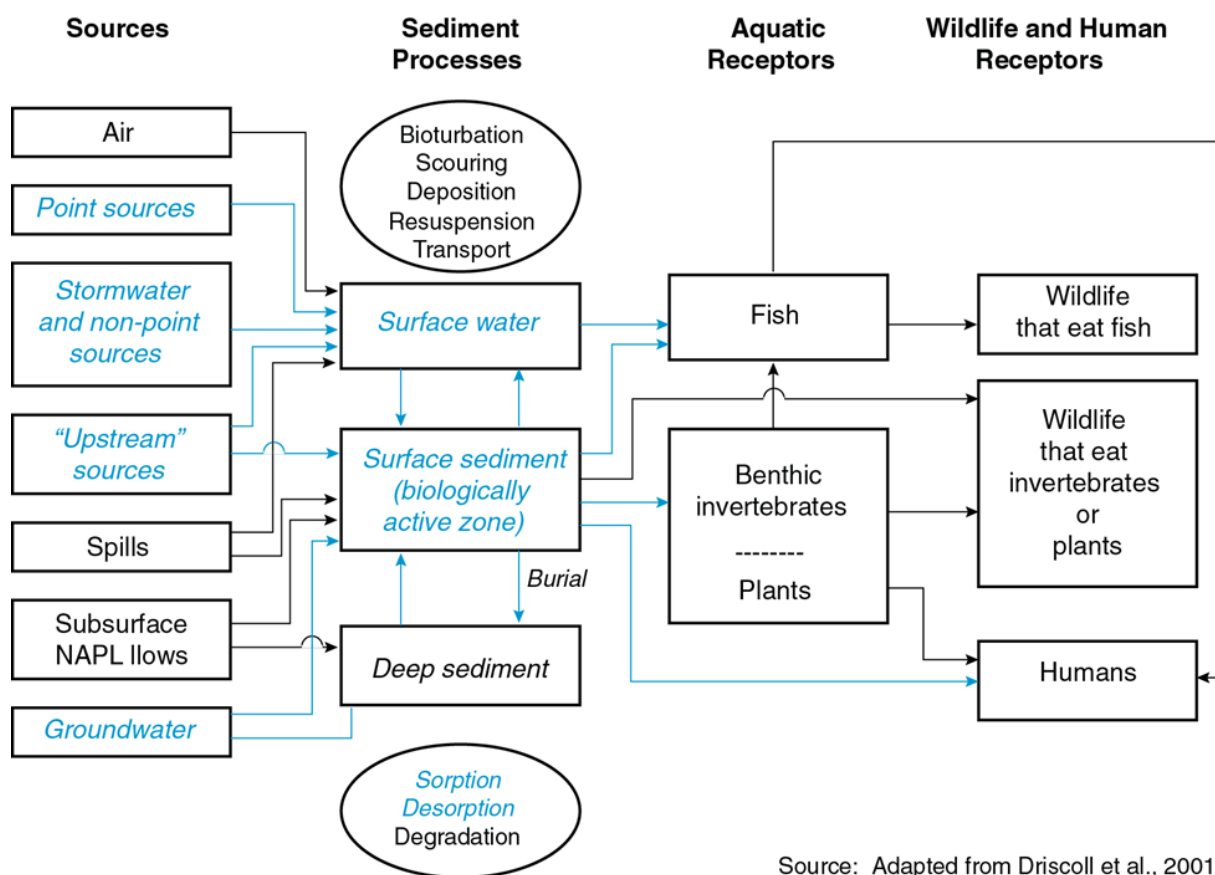 Sources
Sediment
Processes
Aquatic
Receptors
Wildlife and Human
Receptors
Air
Point sources
Stormwater
and non-point
sources
“Upstream”
sources
Spills
Subsurface
NAPL llows
Groundwater
Bioturbation
Scouring
Deposition
Resuspension
Transport
Surface water
Surface sediment
(biologically
active zone)
Burial
Deep sediment
Sorption
Desorption
Degradation
Fish
Benthic
invertebrates
--------
Plants
Wildlife
that eat fish
Wildlife
that eat
invertebrates
or
plants
Humans
Source: Adapted from Driscoll et al., 2001